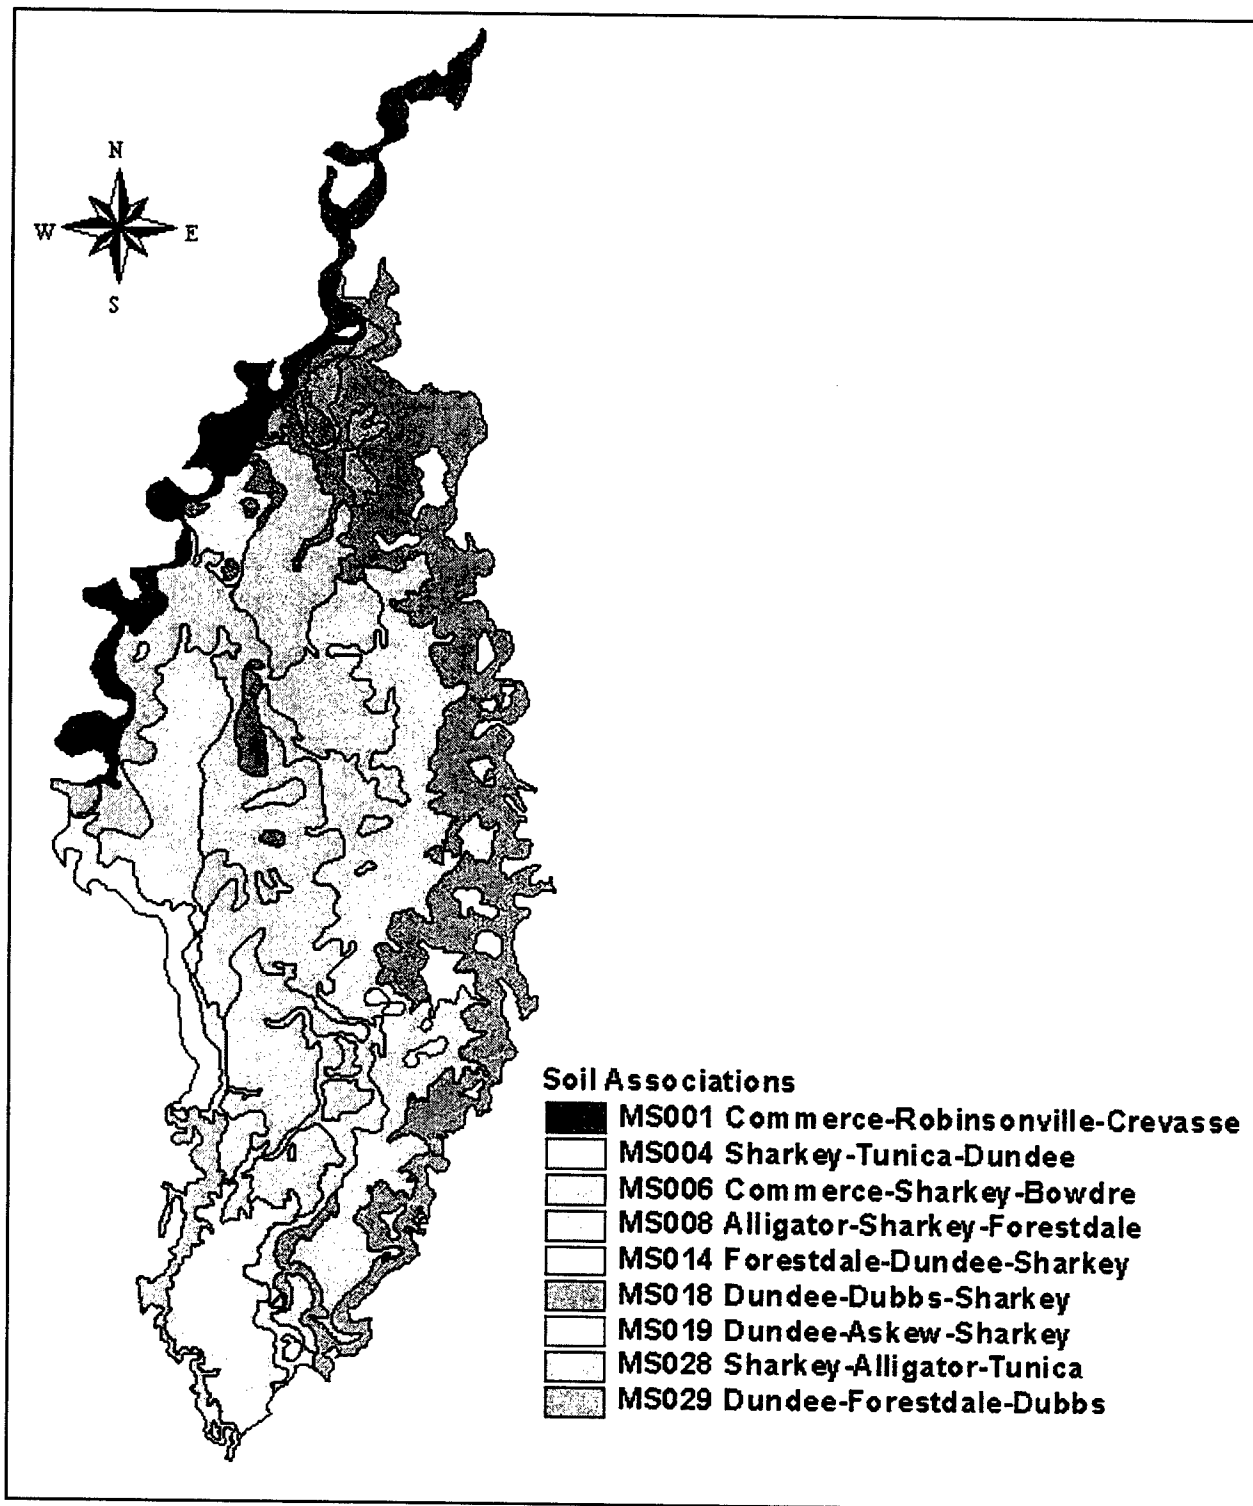 N
W E
S
Soil Associations
MS001 Commerce-Robinsonville-Crevasse
MS004 Sharkey-Tunica-Dundee
MS006 Commerce-Sharkey-Bowdre
MS008 Alligator-Sharkey-Forestdale
MS014 Forestdale-Dundee-Sharkey
MS018 Dundee-Dubbs-Sharkey
MS019 Dundee-Askew-Sharkey
MS028 Sharkey-Alligator-Tunica
MS029 Dundee-Forestdale-Dubbs